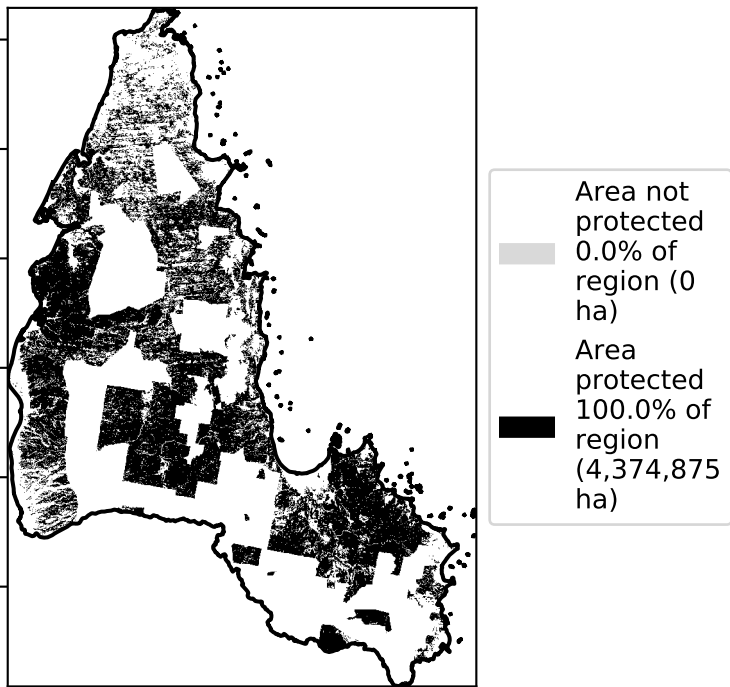 Area not
protected
0.0% of
region (0
ha)
Area
protected
100.0% of
region
(4,374,875
ha)